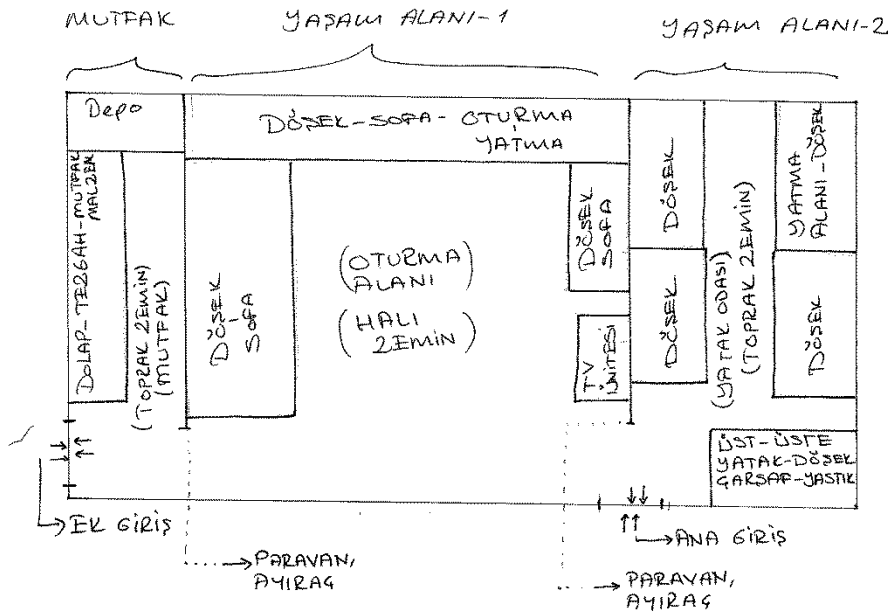 MUTFAK
YAŞAM ALANI-1
YAŞAM ALANI-2
Depo
DÖŞEK-SOFA-OTURMA
YATMA
DOLAP-TEZGAH-MUTFAK
MALZEM
(TOPRAK ZEMİN)
(MUTFAK)
DÖŞEK
SOFA
(OTURMA
ALANI)
(HALI
ZEMİN)
DÖŞEK
SOFA
TV
ÜNİTESİ
DÖŞEK
DÖŞEK
(YATAK ODASI)
(TOPRAK ZEMİN)
YATMA
ALANI-DÖŞEK
DÖŞEK
ÜST-ÜSTE
YATAK-DÖŞEK
ÇARŞAF-YASTIK
EK GİRİŞ
PARAVAN,
AYIRAÇ
ANA GİRİŞ
PARAVAN,
AYIRAÇ